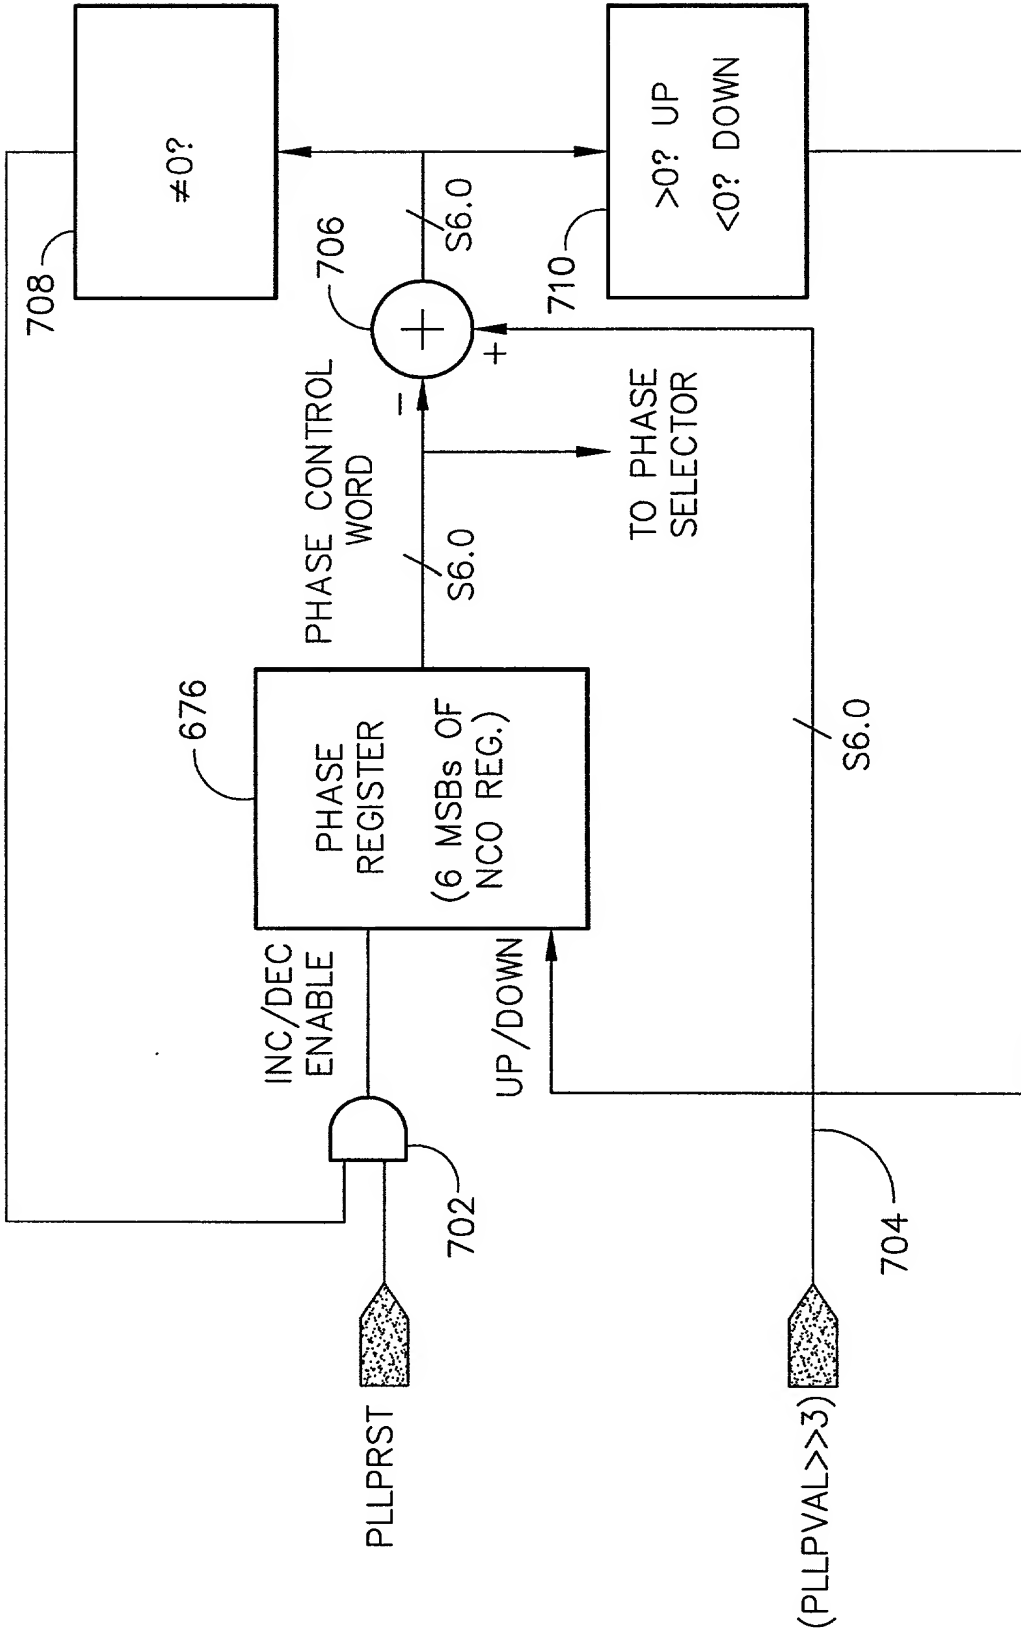 708
≠0?
706
+
−
+
S6.0
710
>0? UP
<0? DOWN
PHASE CONTROL
WORD
S6.0
TO PHASE
SELECTOR
676
PHASE
REGISTER
(6 MSBs OF
NCO REG.)
S6.0
INC/DEC
ENABLE
UP/DOWN
702
704
PLLPRST
(PLLPVAL>>3)